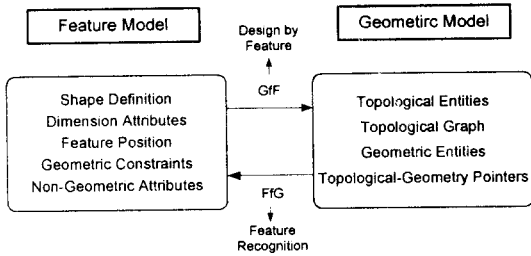 Feature Model
Design by
Feature
Geometirc Model
GfF
Shape Definition
Dimension Attributes
Feature Position
Geometric Constraints
Non-Geometric Attributes
Topological Entities
Topological Graph
Geometric Entities
Topological-Geometry Pointers
FfG
Feature
Recognition